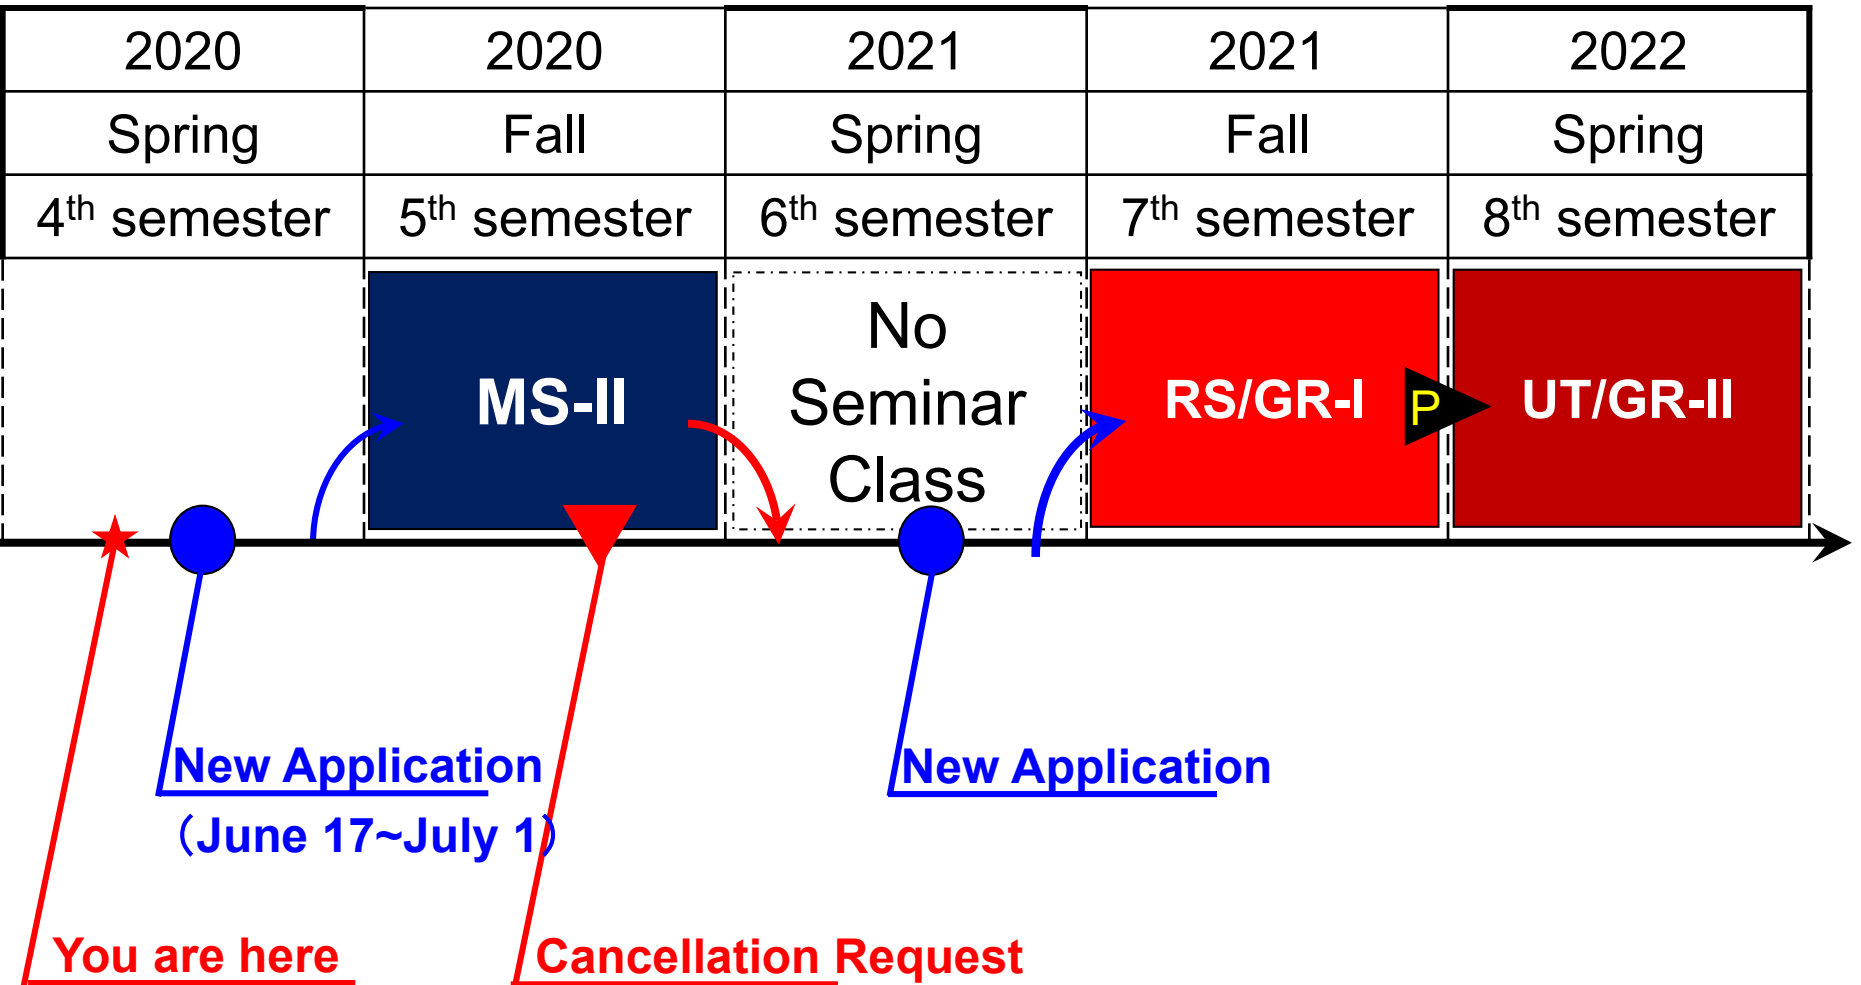 2020 2020 2021 2021 2022
Spring Fall Spring Fall Spring
4th semester 5th semester 6th semester 7th semester 8th semester
MS-II
No
Seminar
Class
RS/GR-I
P
UT/GR-II
New Application
（June 17~July 1）
New Application
You are here
Cancellation Request